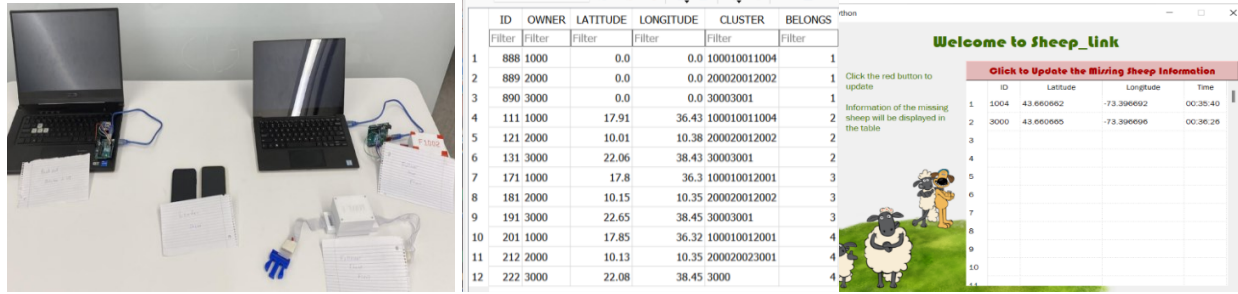 F1502
ID OWNER LATITUDE LONGITUDE CLUSTER BELONGS
Filter Filter Filter Filter Filter Filter
1 888 1000 0.0 0.0 100010011004 1
2 889 2000 0.0 0.0 200020012002 1
3 890 3000 0.0 0.0 30003001 1
4 111 1000 17.91 36.43 100010011004 2
5 121 2000 10.01 10.38 200020012002 2
6 131 3000 22.06 38.43 30003001 2
7 171 1000 17.8 36.3 100010012001 3
8 181 2000 10.15 10.35 200020012002 3
9 191 3000 22.65 38.45 30003001 3
10 201 1000 17.85 36.32 100010012001 4
11 212 2000 10.13 10.35 200020023001 4
12 222 3000 22.08 38.45 3000 4
ython
Welcome to Sheep_Link
Click the red button to
update
Information of the missing
sheep will be displayed in
the table
Click to Update the Missing Sheep Information
ID Latitude Longitude Time
1 1004 43.660662 -73.396692 00:35:40
2 3000 43.660665 -73.396696 00:36:26
3
4
5
6
7
8
9
10
11